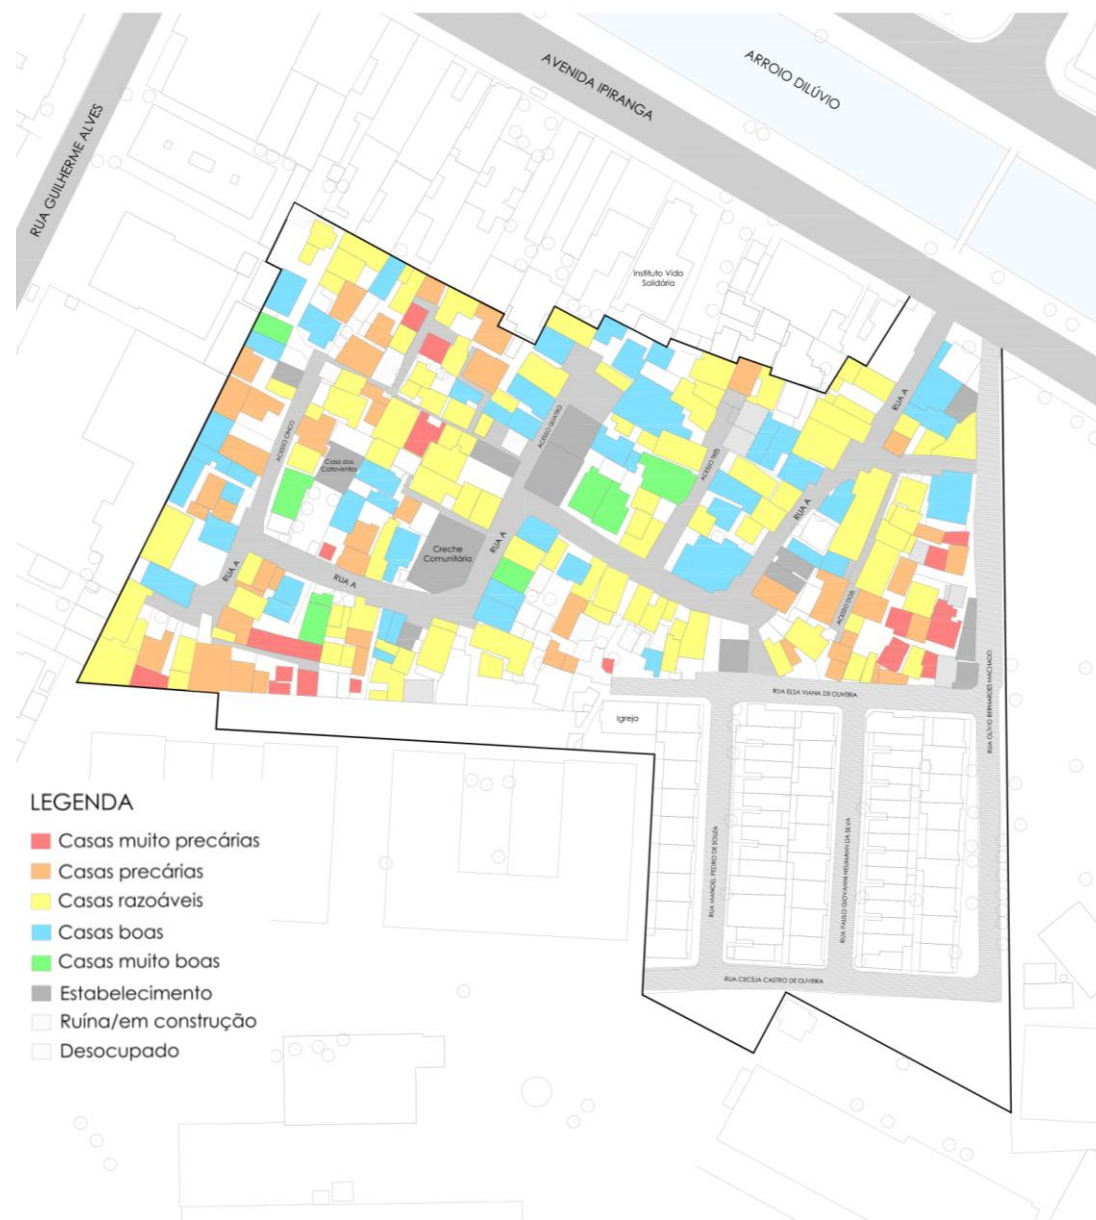 AVENIDA IPIRANGA
ARROIO DILÚVIO
RUA GUILHERME ALVES
Instituto Vida
Solidária
RUA A
ACESSO QUATRO
ACESSO CINCO
ACESSO TRÊS
Casa dos
Cataventos
RUA A
RUA A
Creche
Comunitária
RUA A
RUA A
ACESSO DOIS
RUA ELSA VIANA DE OLIVEIRA
RUA OLÍVIO BERNARDES MACHADO
Igreja
RUA MANOEL PEDRO DE SOUZA
RUA PAULO GIOVANNI NEUMANN DA SILVA
RUA CECÍLIA CASTRO DE OLIVEIRA
LEGENDA
Casas muito precárias
Casas precárias
Casas razoáveis
Casas boas
Casas muito boas
Estabelecimento
Ruína/em construção
Desocupado